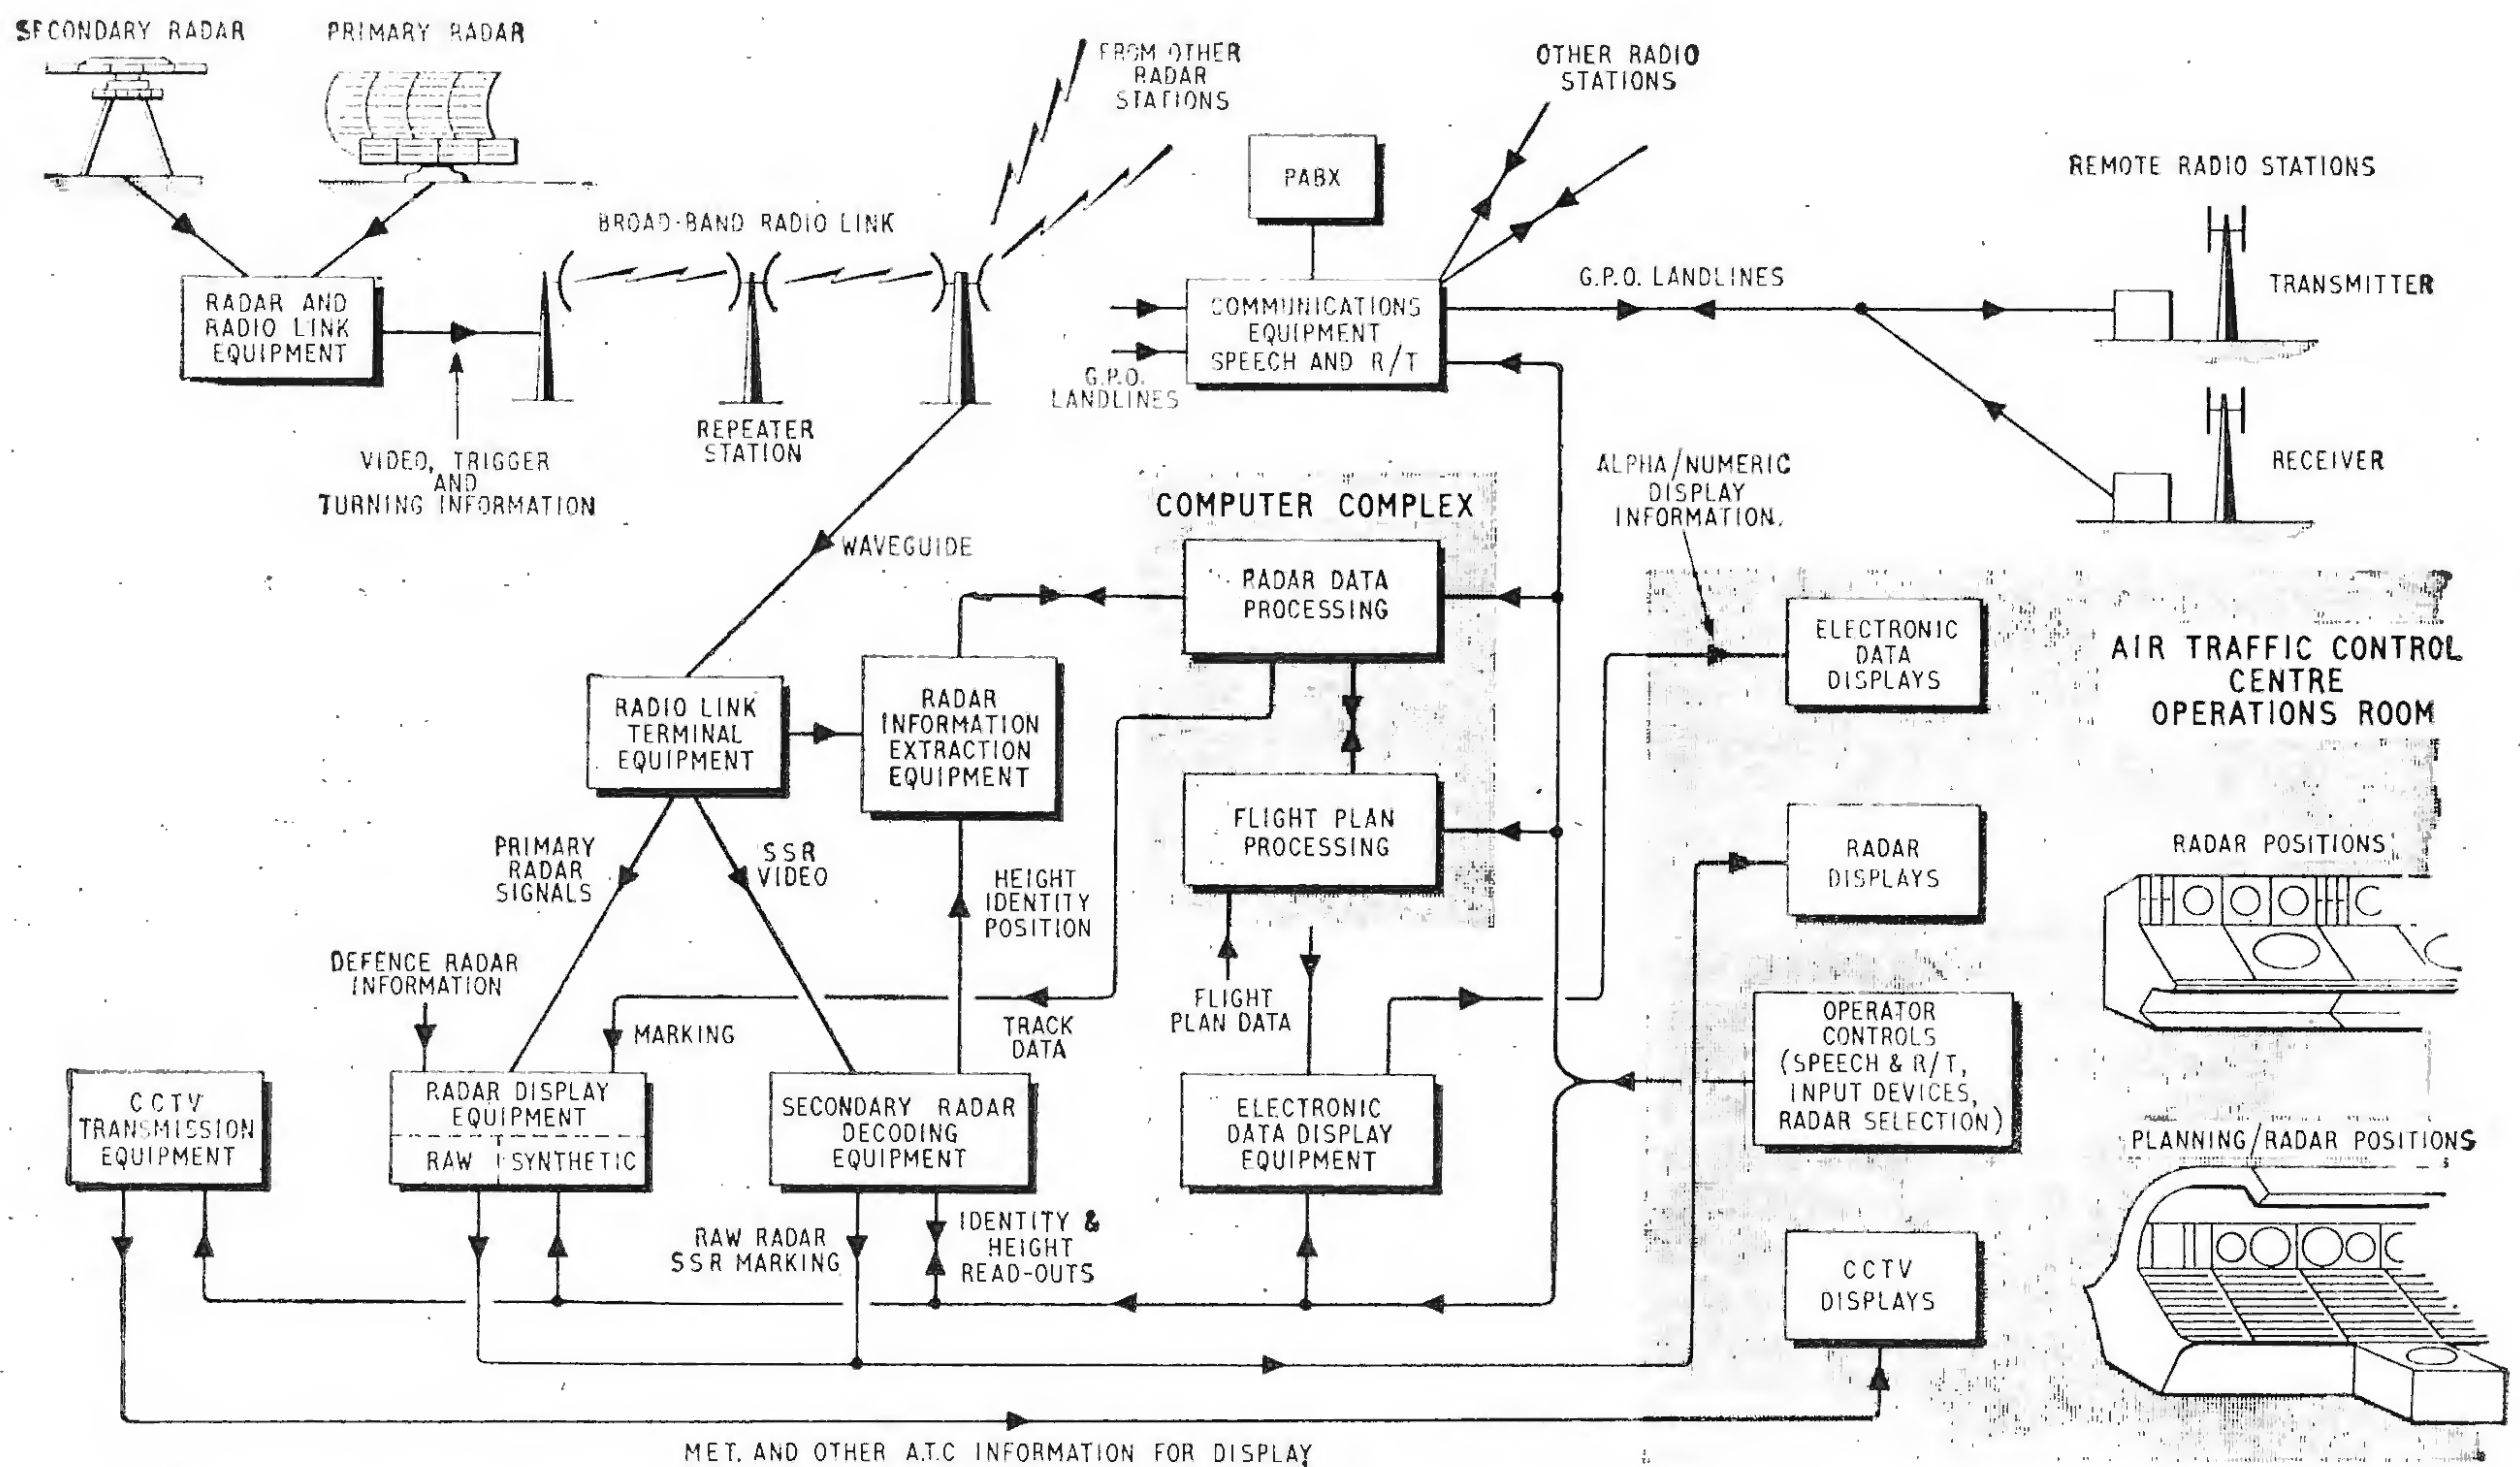 SECONDARY RADAR
PRIMARY RADAR
FROM OTHER
RADAR
STATIONS
OTHER RADIO
STATIONS
PABX
REMOTE RADIO STATIONS
BROAD-BAND RADIO LINK
G.P.O. LANDLINES
TRANSMITTER
RADAR AND
RADIO LINK
EQUIPMENT
COMMUNICATIONS
EQUIPMENT
SPEECH AND R/T
G.P.O.
LANDLINES
REPEATER
STATION
VIDEO, TRIGGER
AND
TURNING INFORMATION
RECEIVER
ALPHA/NUMERIC
DISPLAY
INFORMATION.
COMPUTER COMPLEX
WAVEGUIDE
RADAR DATA
PROCESSING
ELECTRONIC
DATA
DISPLAYS
AIR TRAFFIC CONTROL
CENTRE
OPERATIONS ROOM
RADIO LINK
TERMINAL
EQUIPMENT
RADAR
INFORMATION
EXTRACTION
EQUIPMENT
FLIGHT PLAN
PROCESSING
PRIMARY
RADAR
SIGNALS
SSR
VIDEO
HEIGHT
IDENTITY
POSITION
RADAR
DISPLAYS
RADAR POSITIONS
DEFENCE RADAR
INFORMATION
MARKING
TRACK
DATA
FLIGHT
PLAN DATA
OPERATOR
CONTROLS
(SPEECH & R/T,
INPUT DEVICES,
RADAR SELECTION)
CCTV
TRANSMISSION
EQUIPMENT
RADAR DISPLAY
EQUIPMENT
RAW SYNTHETIC
SECONDARY RADAR
DECODING
EQUIPMENT
ELECTRONIC
DATA DISPLAY
EQUIPMENT
PLANNING/RADAR POSITIONS
RAW RADAR
SSR MARKING
IDENTITY &
HEIGHT
READ-OUTS
CCTV
DISPLAYS
MET. AND OTHER A.T.C INFORMATION FOR DISPLAY